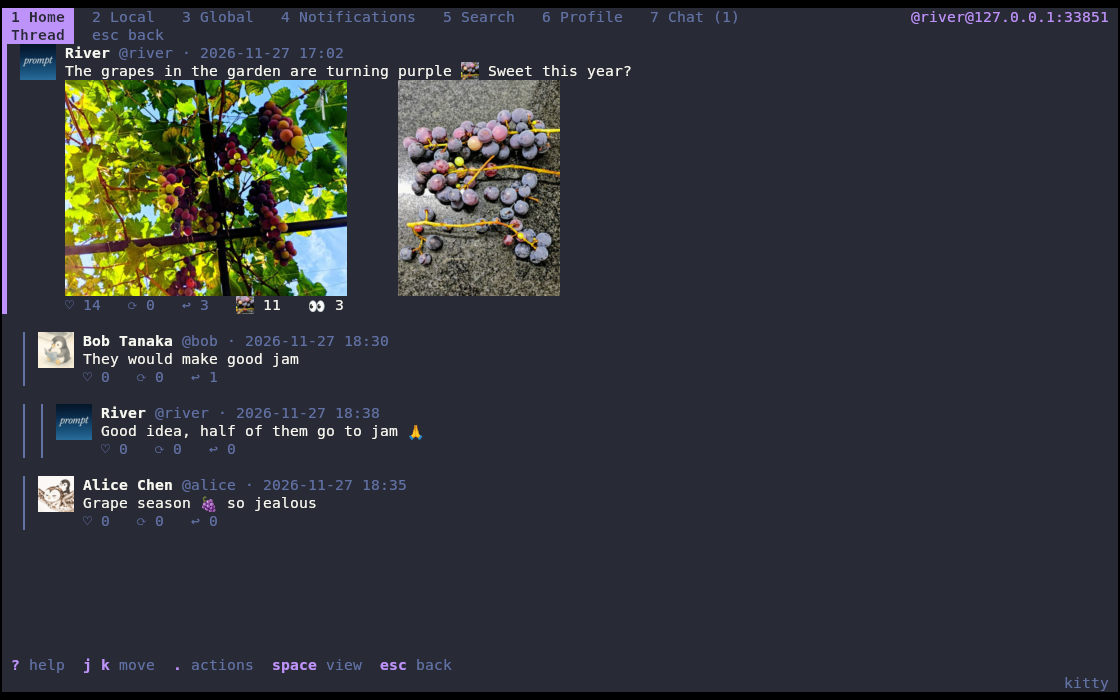 1 Home 2 Local 3 Global 4 Notifications 5 Search 6 Profile 7 Chat (1) @river@127.0.0.1:33851
Thread esc back
prompt River @river · 2026-11-27 17:02
The grapes in the garden are turning purple Sweet this year?
♡ 14 ⟳ 0 ↩ 3 11 👀 3
Bob Tanaka @bob · 2026-11-27 18:30
They would make good jam
♡ 0 ⟳ 0 ↩ 1
prompt River @river · 2026-11-27 18:38
Good idea, half of them go to jam 🙏
♡ 0 ⟳ 0 ↩ 0
Alice Chen @alice · 2026-11-27 18:35
Grape season 🍇 so jealous
♡ 0 ⟳ 0 ↩ 0
? help j k move . actions space view esc back
kitty